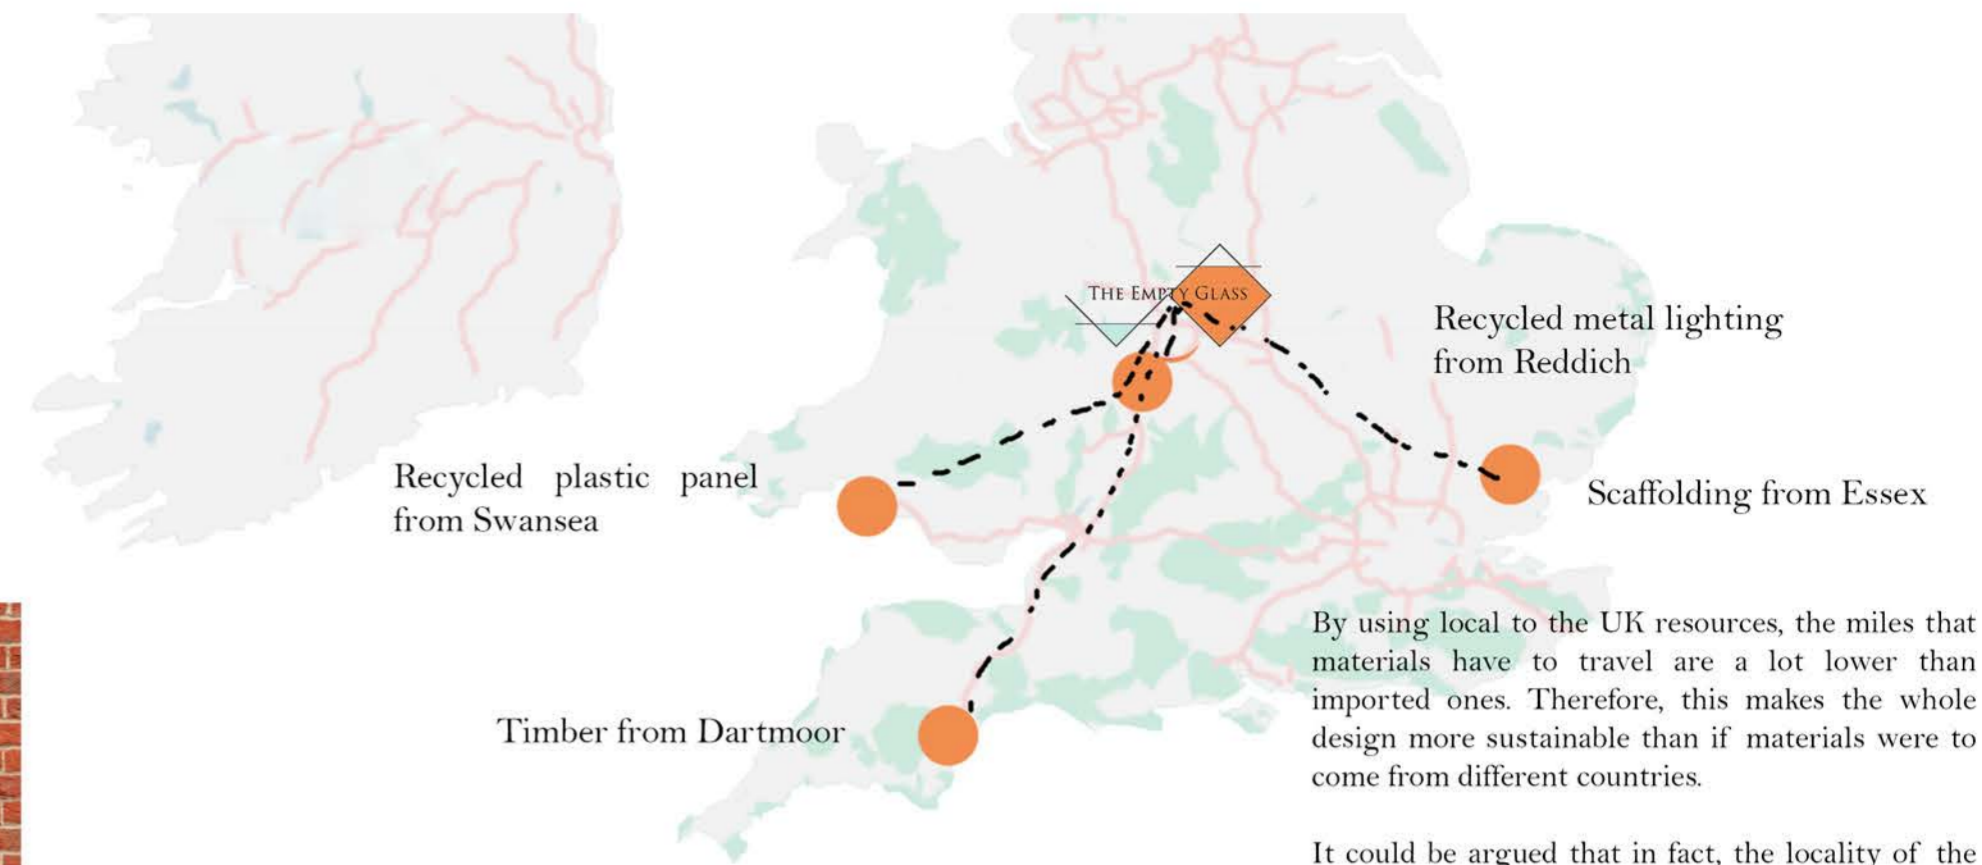 THE EMPTY GLASS
Recycled metal lighting
from Reddich
Recycled plastic panel
from Swansea
Scaffolding from Essex
Timber from Dartmoor
By using local to the UK resources, the miles that
materials have to travel are a lot lower than
imported ones. Therefore, this makes the whole
design more sustainable than if materials were to
come from different countries.
It could be argued that in fact, the locality of the